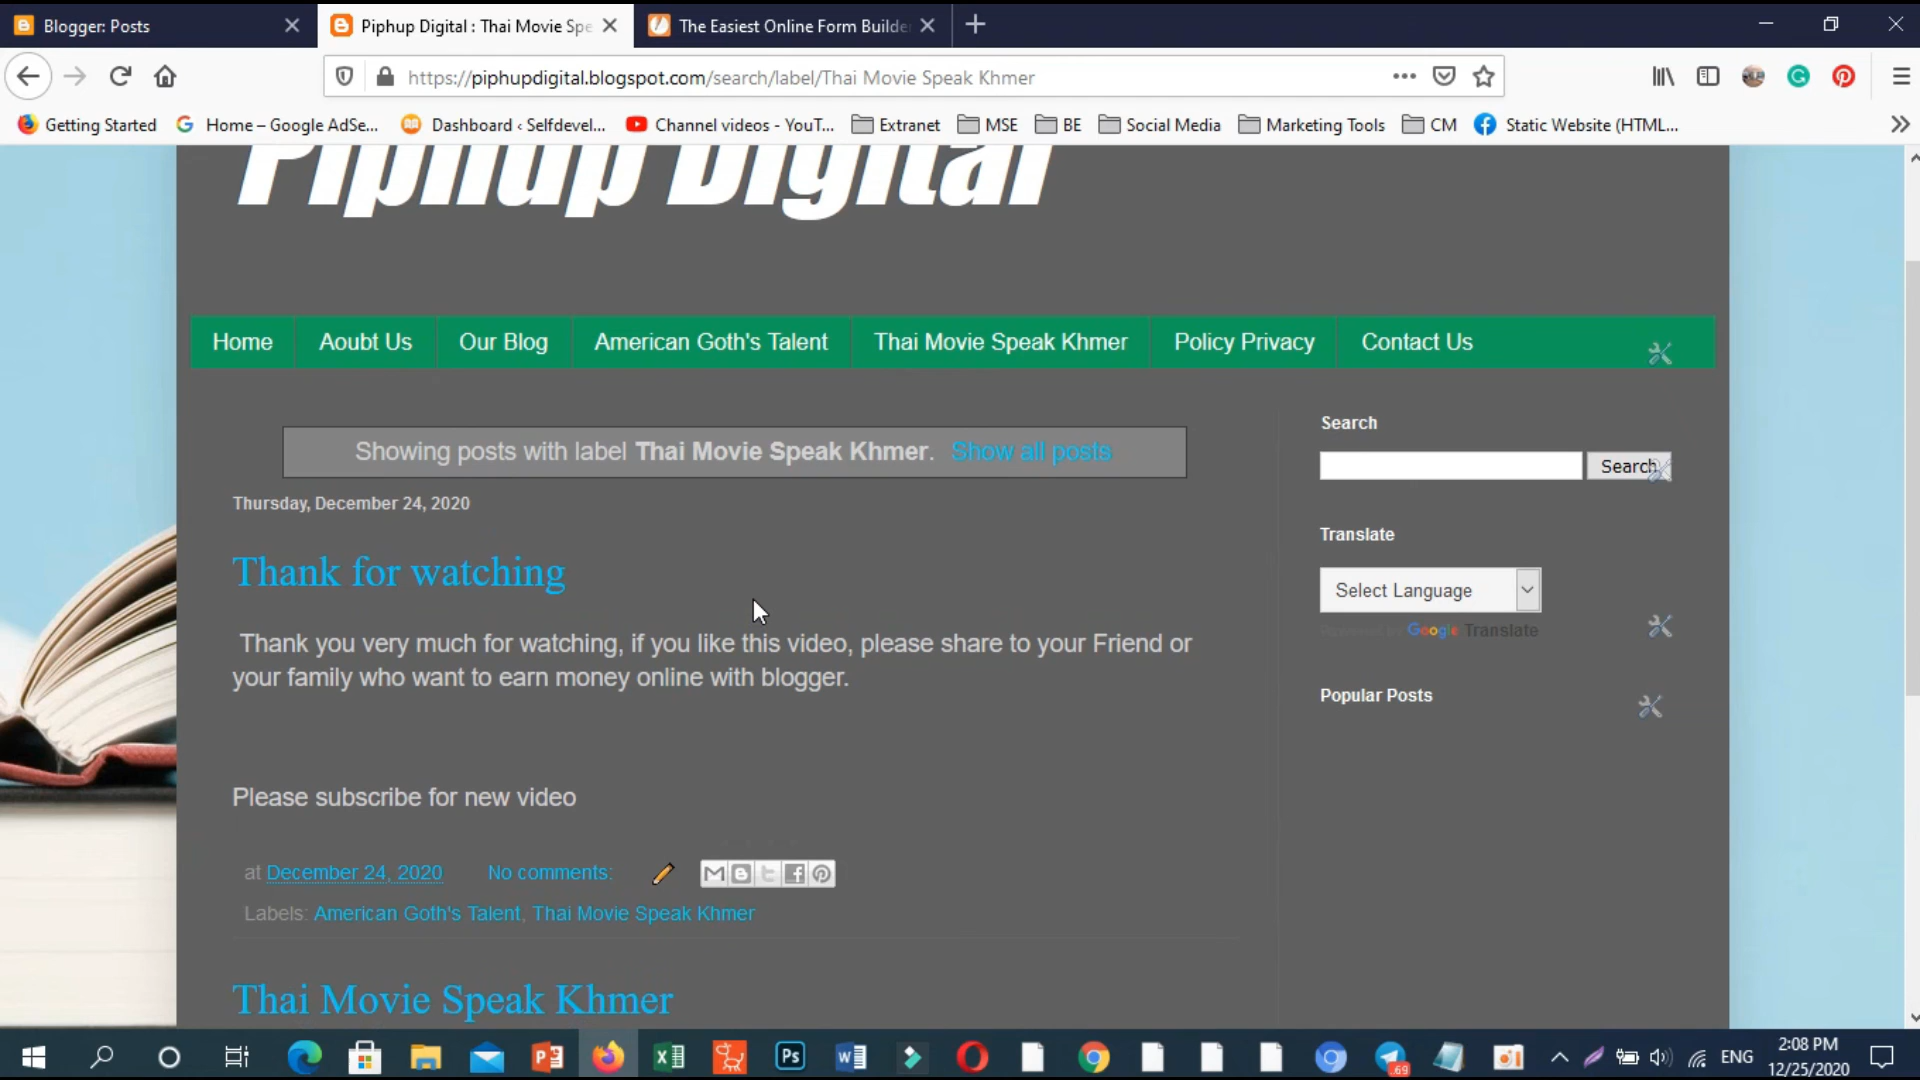 Blogger: Posts
Piphup Digital : Thai Movie Spe
The Easiest Online Form Builde
https://piphupdigital.blogspot.com/search/label/Thai Movie Speak Khmer
Getting Started
Home – Google AdSe...
Dashboard ‹ Selfdevel...
Channel videos - YouT...
Extranet
MSE
BE
Social Media
Marketing Tools
CM
Static Website (HTML...
Piphup Digital
Home
Aoubt Us
Our Blog
American Goth's Talent
Thai Movie Speak Khmer
Policy Privacy
Contact Us
Showing posts with label Thai Movie Speak Khmer. Show all posts
Thursday, December 24, 2020
Thank for watching
Thank you very much for watching, if you like this video, please share to your Friend or
your family who want to earn money online with blogger.
Please subscribe for new video
at December 24, 2020
No comments:
Labels: American Goth's Talent, Thai Movie Speak Khmer
Thai Movie Speak Khmer
Search
Search
Translate
Select Language
Powered by Google Translate
Popular Posts
69
ENG
2:08 PM
12/25/2020